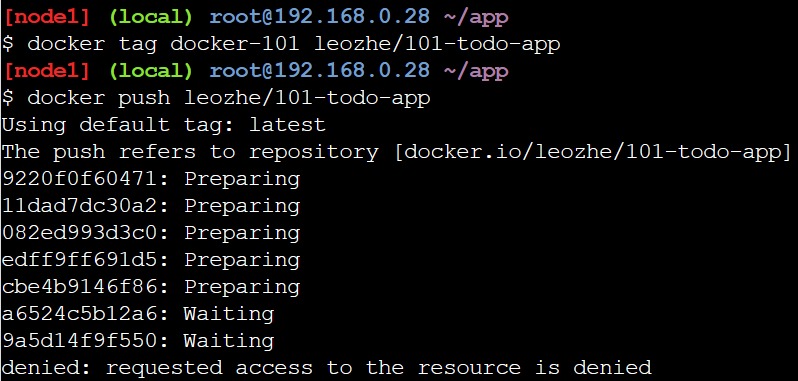 [node1] (local) root@192.168.0.28 ~/app
$ docker tag docker-101 leozhe/101-todo-app
[node1] (local) root@192.168.0.28 ~/app
$ docker push leozhe/101-todo-app
Using default tag: latest
The push refers to repository [docker.io/leozhe/101-todo-app]
9220f0f60471: Preparing
11dad7dc30a2: Preparing
082ed993d3c0: Preparing
edff9ff691d5: Preparing
cbe4b9146f86: Preparing
a6524c5b12a6: Waiting
9a5d14f9f550: Waiting
denied: requested access to the resource is denied